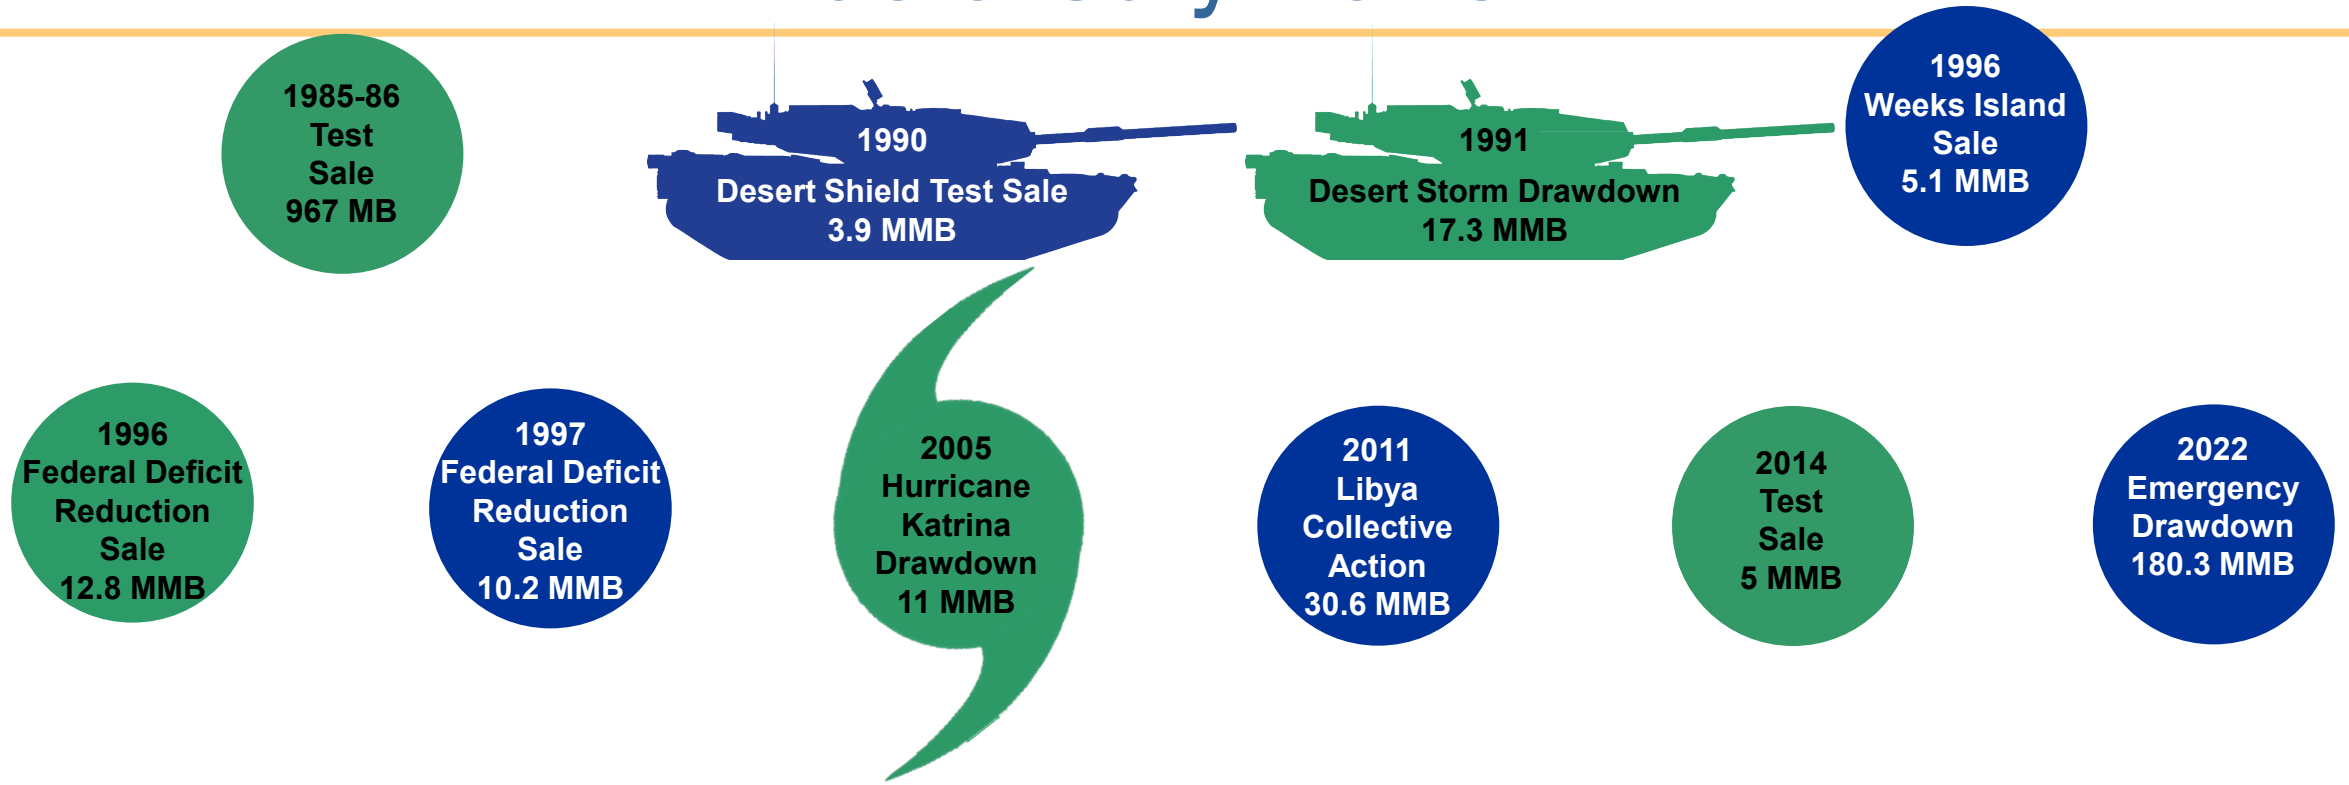 1985-86
Test
Sale
967 MB
1990
Desert Shield Test Sale
3.9 MMB
1991
Desert Storm Drawdown
17.3 MMB
1996
Weeks Island
Sale
5.1 MMB
1996
Federal Deficit
Reduction
Sale
12.8 MMB
1997
Federal Deficit
Reduction
Sale
10.2 MMB
2005
Hurricane
Katrina
Drawdown
11 MMB
2011
Libya
Collective
Action
30.6 MMB
2014
Test
Sale
5 MMB
2022
Emergency
Drawdown
180.3 MMB